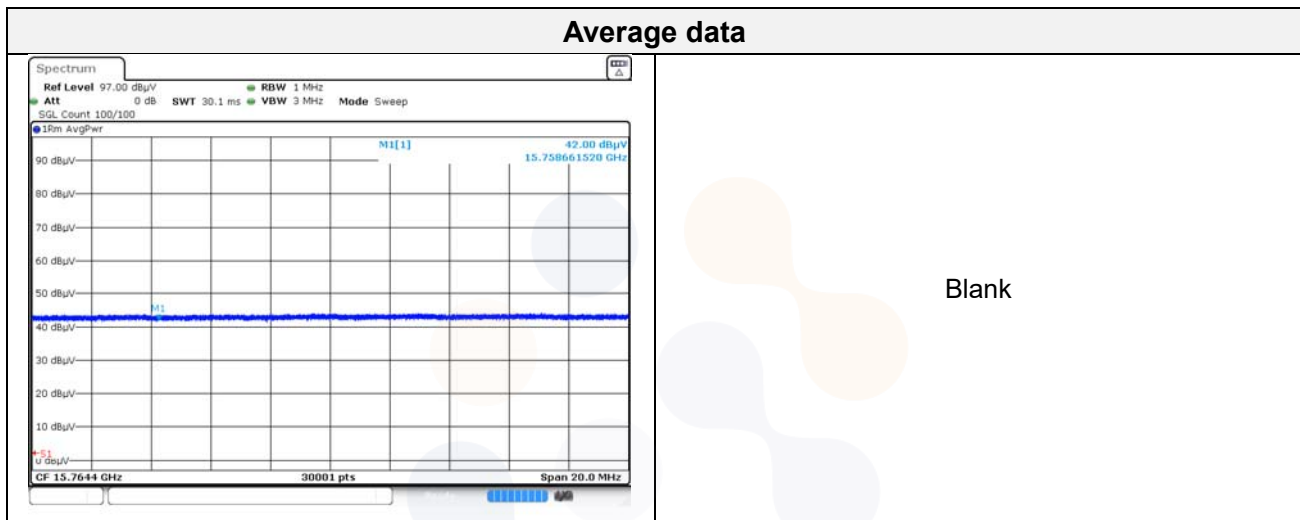 Average data
Spectrum
Ref Level 97.00 dBµV RBW 1 MHz
Att 0 dB SWT 30.1 ms VBW 3 MHz Mode Sweep
SGL Count 100/100
1Rm AvgPwr
M1[1] 42.00 dBµV
15.758661520 GHz
90 dBµV
80 dBµV
70 dBµV
60 dBµV
50 dBµV
M1
40 dBµV
30 dBµV
20 dBµV
10 dBµV
S1
0 dBµV
CF 15.7644 GHz 30001 pts Span 20.0 MHz
Blank